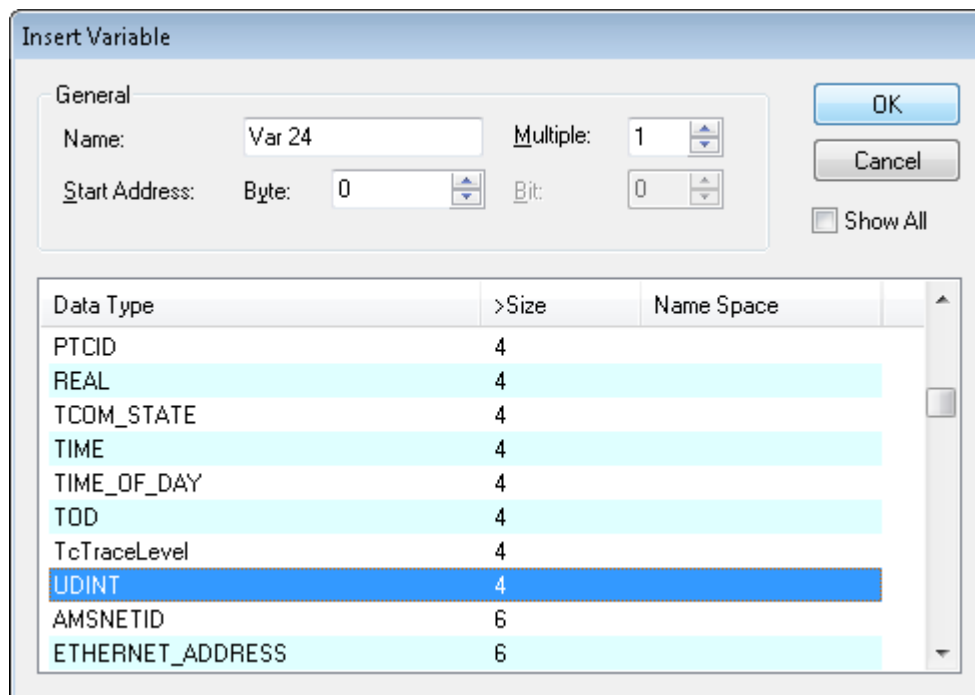 Insert Variable
General
Name: Var 24 Multiple: 1
Start Address: Byte: 0 Bit: 0
OK
Cancel
Show All
Data Type >Size Name Space
PTCID 4
REAL 4
TCOM_STATE 4
TIME 4
TIME_OF_DAY 4
TOD 4
TcTraceLevel 4
UDINT 4
AMSNETID 6
ETHERNET_ADDRESS 6